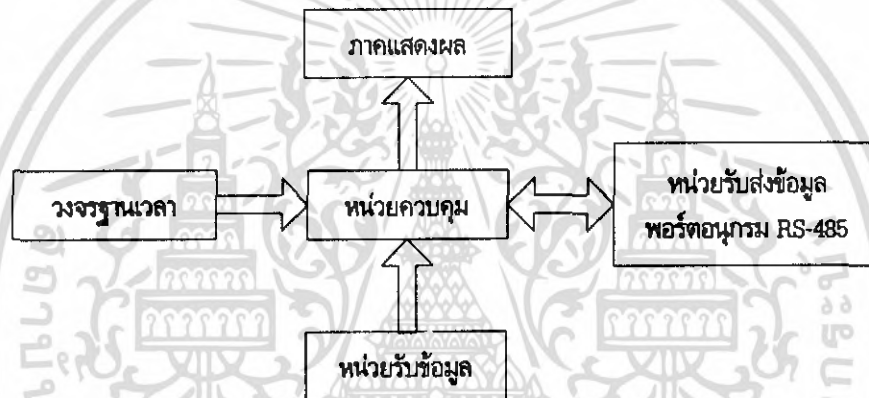 ภาคแสดงผล
วงจรฐานเวลา
หน่วยควบคุม
หน่วยรับส่งข้อมูล
พอร์ตอนุกรม RS-485
หน่วยรับข้อมูล